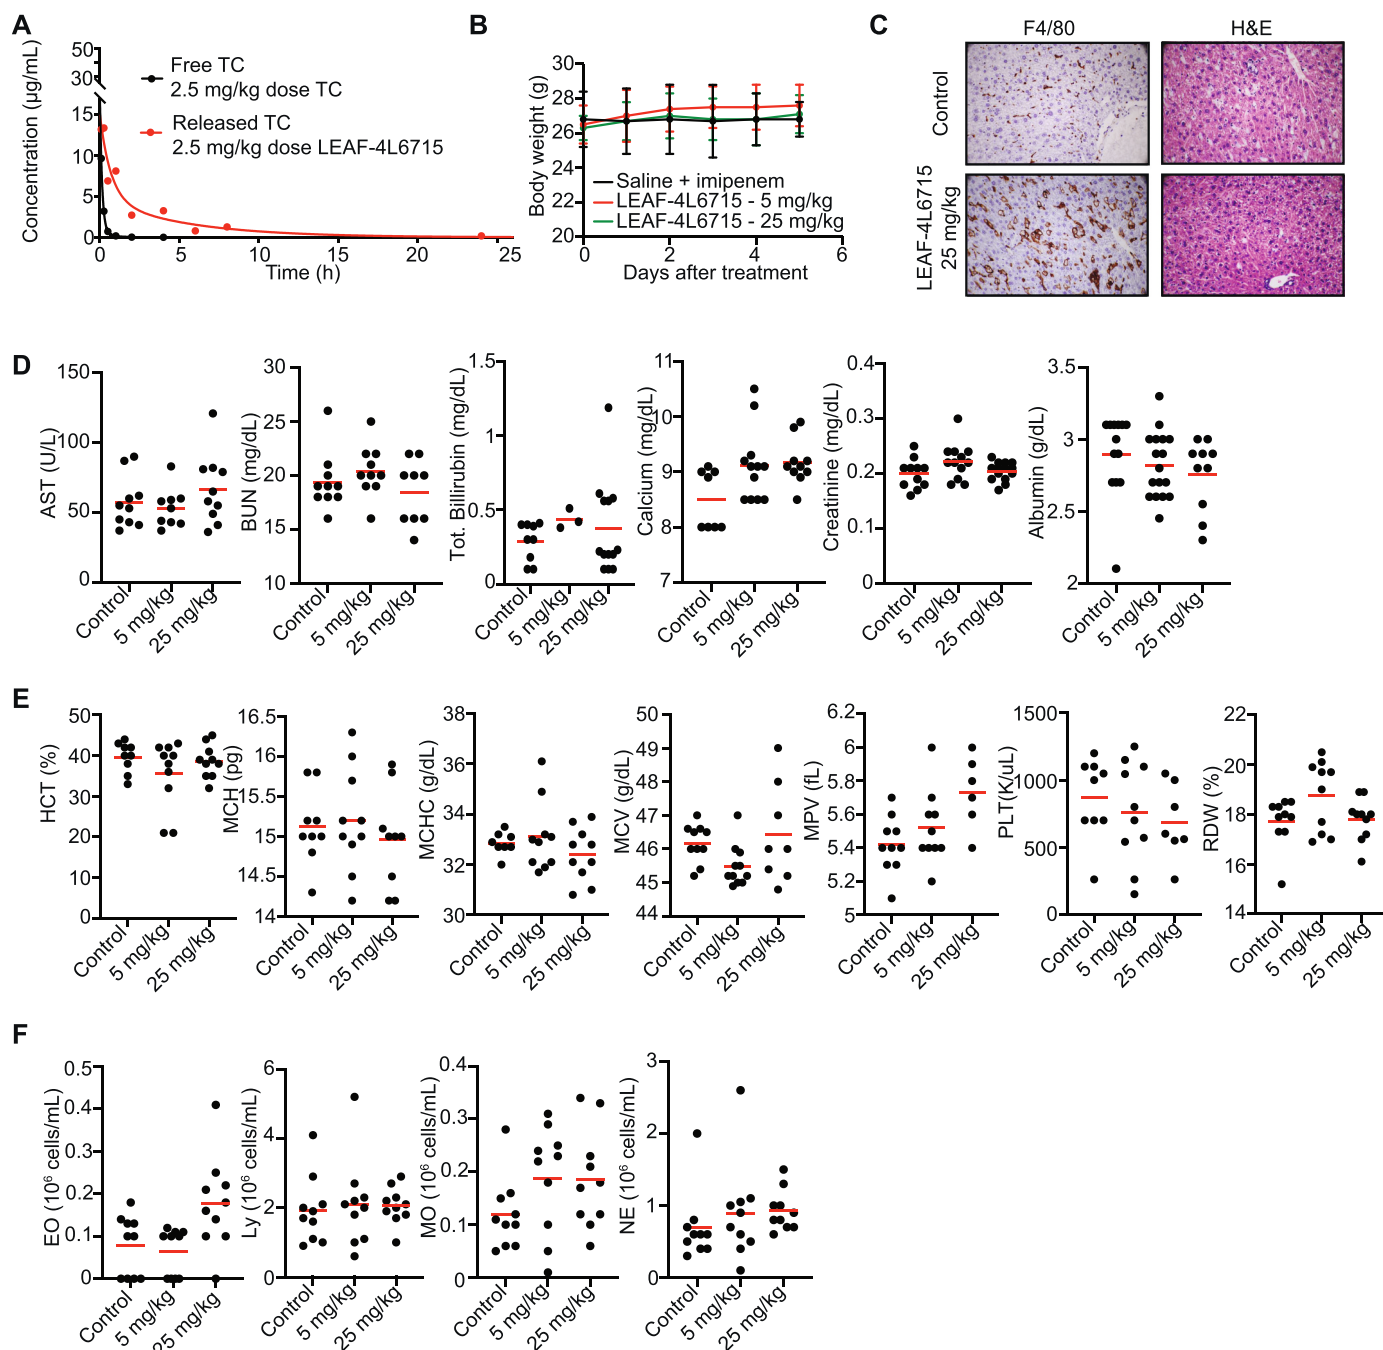 A
Concentration (µg/mL)
50
30
15
10
5
0
Free TC
2.5 mg/kg dose TC
Released TC
2.5 mg/kg dose LEAF-4L6715
0 5 10 15 20 25
Time (h)
B
Body weight (g)
30
28
26
24
22
20
Saline + imipenem
LEAF-4L6715 - 5 mg/kg
LEAF-4L6715 - 25 mg/kg
0 2 4 6
Days after treatment
C
F4/80 H&E
Control
LEAF-4L6715
25 mg/kg
D
AST (U/L)
150
100
50
0
Control 5 mg/kg 25 mg/kg
BUN (mg/dL)
30
25
20
15
10
Control 5 mg/kg 25 mg/kg
Tot. Billirubin (mg/dL)
1.5
1
0.5
0
Control 5 mg/kg 25 mg/kg
Calcium (mg/dL)
11
10
9
8
7
Control 5 mg/kg 25 mg/kg
Creatinine (mg/dL)
0.4
0.3
0.2
0.1
0
Control 5 mg/kg 25 mg/kg
Albumin (g/dL)
3.5
3
2.5
2
Control 5 mg/kg 25 mg/kg
E
HCT (%)
50
40
30
20
10
0
Control 5 mg/kg 25 mg/kg
MCH (pg)
16.5
16
15.5
15
14.5
14
Control 5 mg/kg 25 mg/kg
MCHC (g/dL)
38
36
34
32
30
Control 5 mg/kg 25 mg/kg
MCV (g/dL)
50
49
48
47
46
45
44
Control 5 mg/kg 25 mg/kg
MPV (fL)
6.2
6
5.8
5.6
5.4
5.2
5
Control 5 mg/kg 25 mg/kg
PLT(K/uL)
1500
1000
500
0
Control 5 mg/kg 25 mg/kg
RDW (%)
22
20
18
16
14
Control 5 mg/kg 25 mg/kg
F
EO (10⁶ cells/mL)
0.5
0.4
0.3
0.2
0.1
0
Control 5 mg/kg 25 mg/kg
Ly (10⁶ cells/mL)
6
4
2
0
Control 5 mg/kg 25 mg/kg
MO (10⁶ cells/mL)
0.4
0.3
0.2
0.1
0
Control 5 mg/kg 25 mg/kg
NE (10⁶ cells/mL)
3
2
1
0
Control 5 mg/kg 25 mg/kg